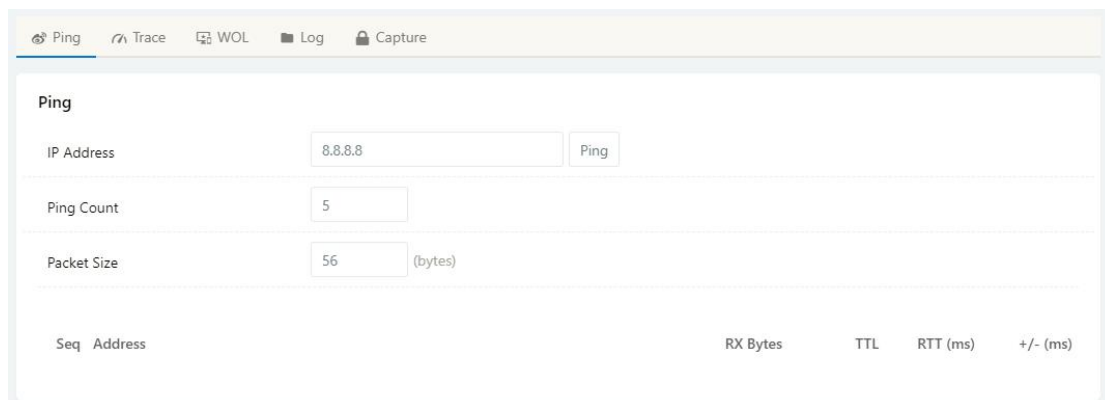 Ping Trace WOL Log Capture
Ping
IP Address 8.8.8.8 Ping
Ping Count 5
Packet Size 56 (bytes)
Seq Address RX Bytes TTL RTT (ms) +/- (ms)